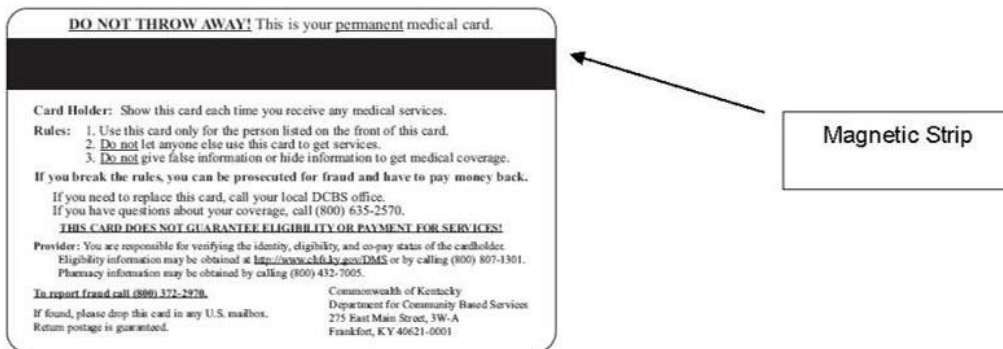 DO NOT THROW AWAY! This is your permanent medical card.
Magnetic Strip
Card Holder: Show this card each time you receive any medical services.
Rules: 1. Use this card only for the person listed on the front of this card.
2. Do not let anyone else use this card to get services.
3. Do not give false information or hide information to get medical coverage.
If you break the rules, you can be prosecuted for fraud and have to pay money back.
If you need to replace this card, call your local DCBS office.
If you have questions about your coverage, call (800) 635-2570.
THIS CARD DOES NOT GUARANTEE ELIGIBILITY OR PAYMENT FOR SERVICES!
Provider: You are responsible for verifying the identity, eligibility, and co-pay status of the cardholder.
Eligibility information may be obtained at http://www.chfs.ky.gov/DMS or by calling (800) 807-1301.
Pharmacy information may be obtained by calling (800) 432-7005.
To report fraud call (800) 372-2970.
If found, please drop this card in any U.S. mailbox.
Return postage is guaranteed.
Commonwealth of Kentucky
Department for Community Based Services
275 East Main Street, 3W-A
Frankfort, KY 40621-0001